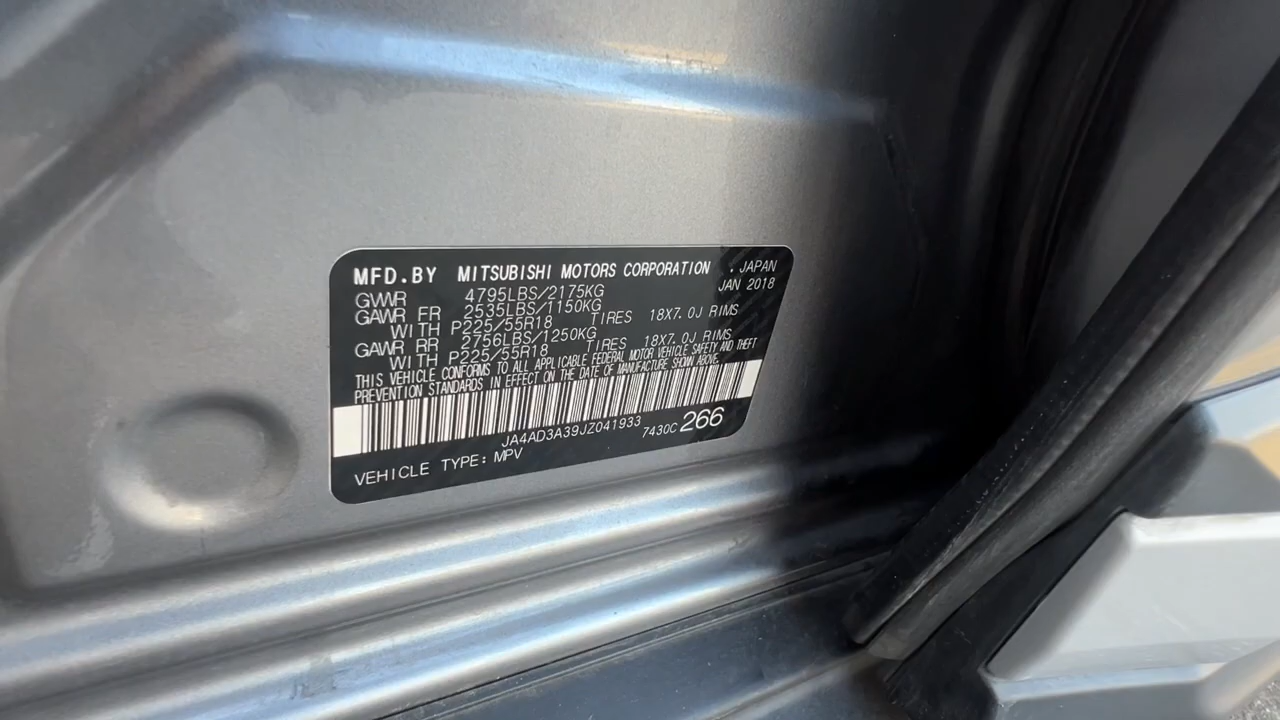 MFD.BY MITSUBISHI MOTORS CORPORATION . JAPAN
GVWR 4795LBS/2175KG JAN 2018
GAWR FR 2535LBS/1150KG
WITH P225/55R18 TIRES 18X7.0J RIMS
GAWR RR 2756LBS/1250KG
WITH P225/55R18 TIRES 18X7.0J RIMS
THIS VEHICLE CONFORMS TO ALL APPLICABLE FEDERAL MOTOR VEHICLE SAFETY AND THEFT
PREVENTION STANDARDS IN EFFECT ON THE DATE OF MANUFACTURE SHOWN ABOVE.
JA4AD3A39JZ041933 7430C 266
VEHICLE TYPE: MPV